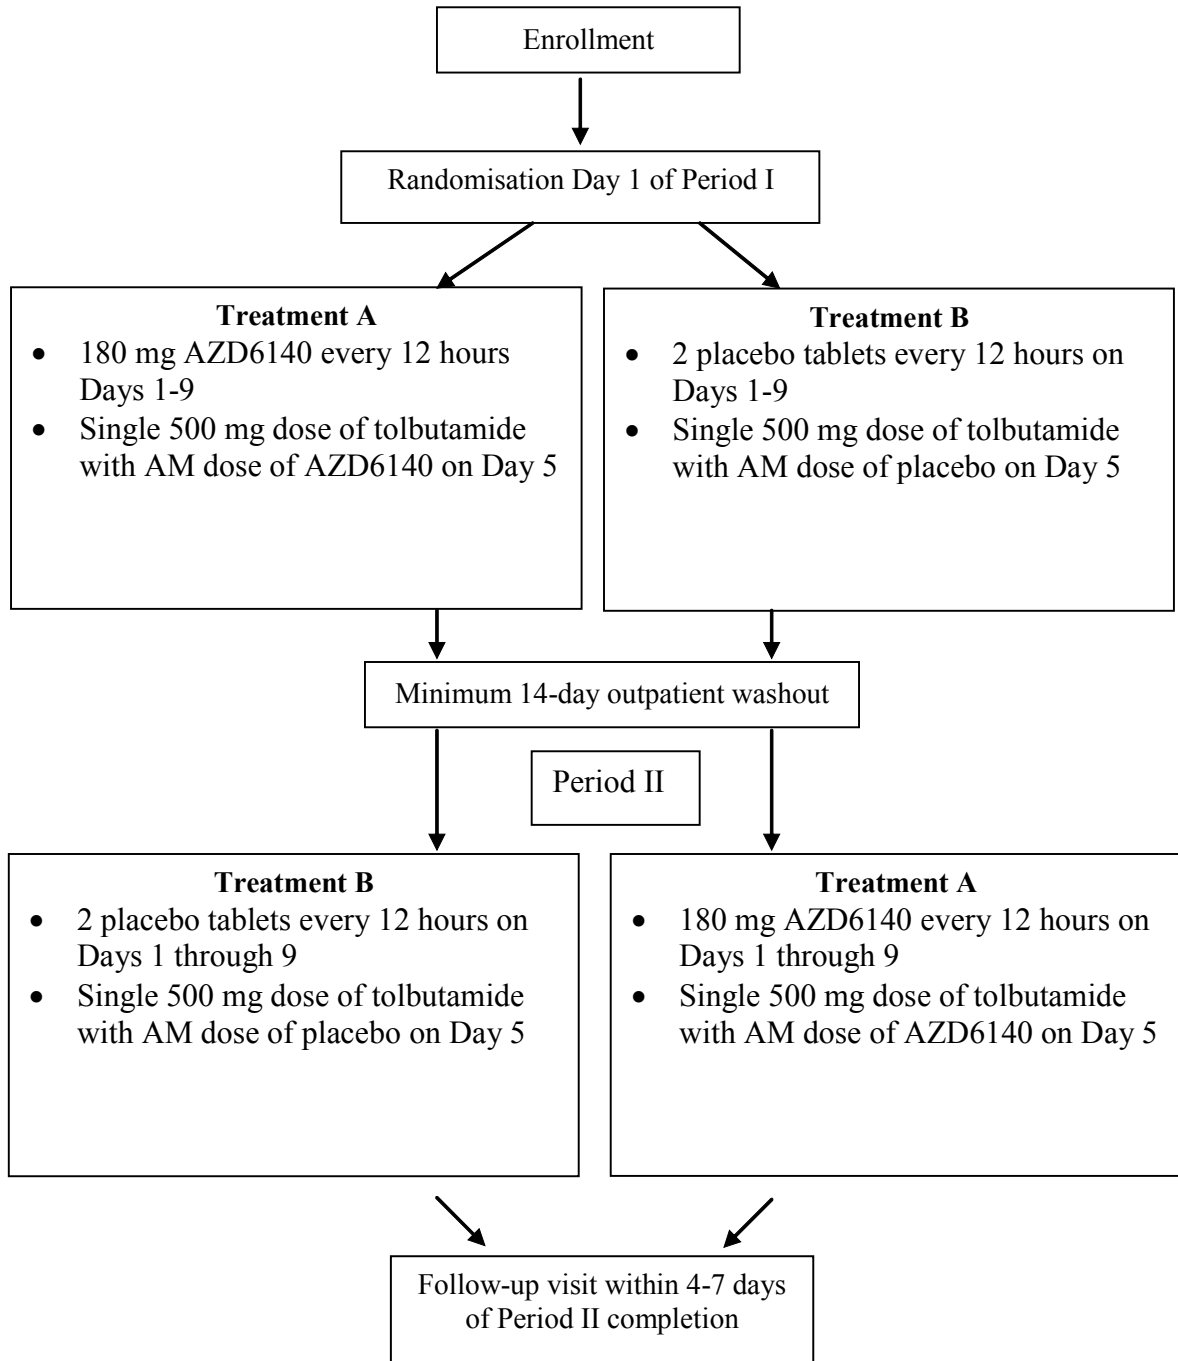 Enrollment
Randomisation Day 1 of Period I
Treatment A
• 180 mg AZD6140 every 12 hours
Days 1-9
• Single 500 mg dose of tolbutamide
with AM dose of AZD6140 on Day 5
Treatment B
• 2 placebo tablets every 12 hours on
Days 1-9
• Single 500 mg dose of tolbutamide
with AM dose of placebo on Day 5
Minimum 14-day outpatient washout
Period II
Treatment B
• 2 placebo tablets every 12 hours on
Days 1 through 9
• Single 500 mg dose of tolbutamide
with AM dose of placebo on Day 5
Treatment A
• 180 mg AZD6140 every 12 hours on
Days 1 through 9
• Single 500 mg dose of tolbutamide
with AM dose of AZD6140 on Day 5
Follow-up visit within 4-7 days
of Period II completion